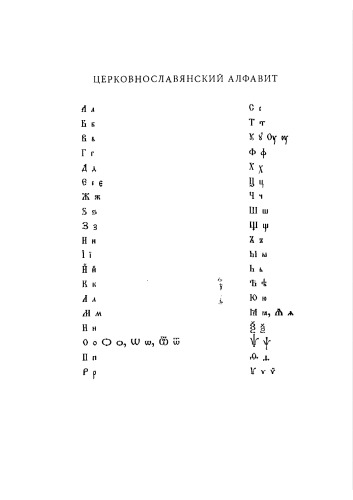 ЦЕРКОВНОСЛАВЯНСКИЙ АЛФАВИТ
А а
Б б
В в
Г г
Д д
Є є е
Ж ж
Ѕ ѕ
З з
И и
І ї
Й й
К к
Л л
М м
Н н
О о Ѻ ѻ, Ѡ ѡ, Ѿ ѿ
П п
Р р
С с
Т т
Ꙋ ꙋ Ѹ ѹ
Ф ф
Х х
Ц ц
Ч ч
Ш ш
Щ щ
Ъ ъ
Ы ы
Ь ь
Ѣ ѣ
Ю ю
Ꙗ ꙗ, Ѧ ѧ
Ѯ ѯ
Ѱ ѱ
Ѳ ѳ
Ѵ ѵ ѷ